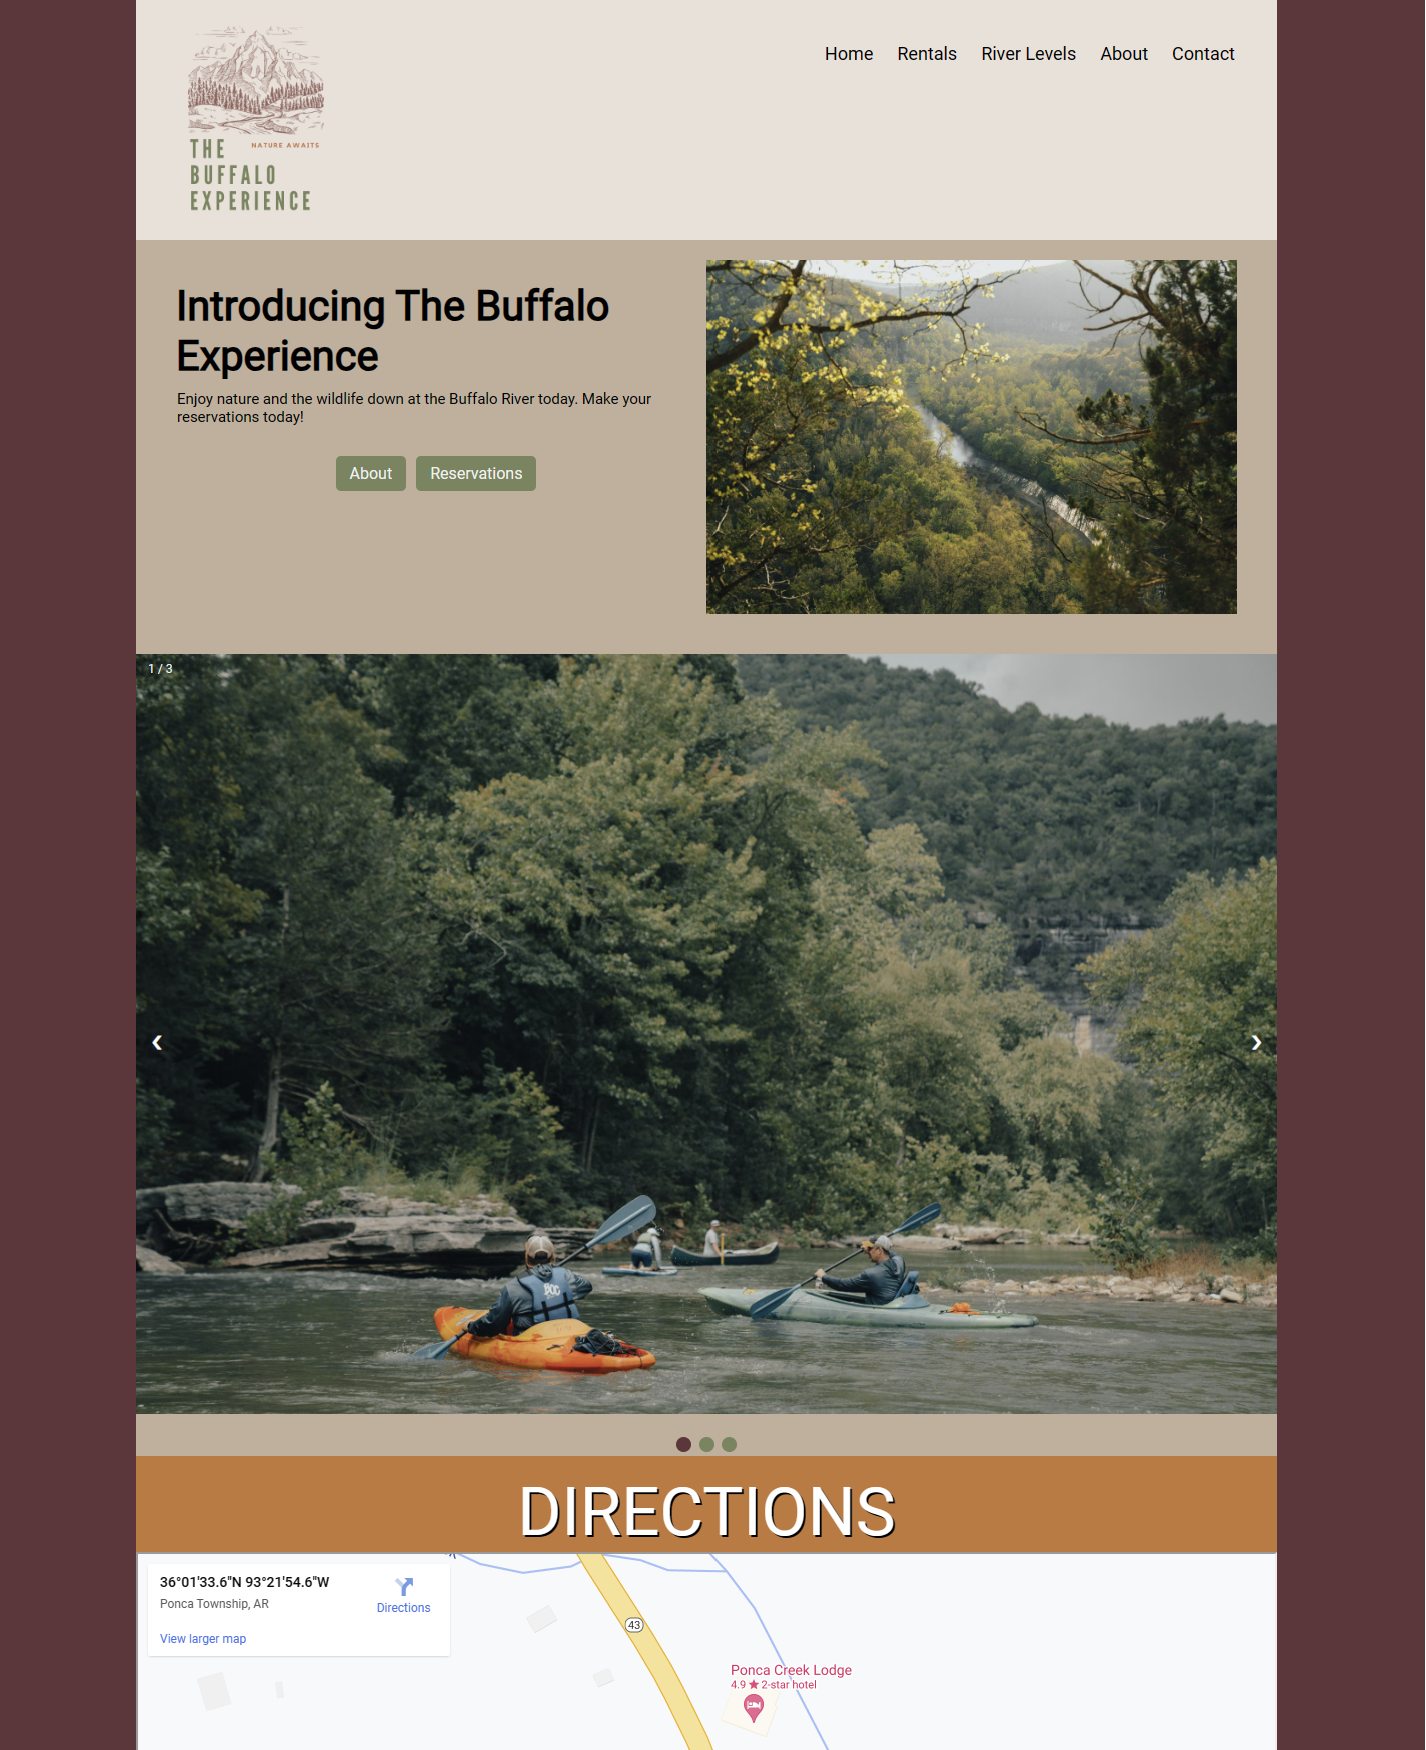 NATURE AWAITS
THE
BUFFALO
EXPERIENCE
Home Rentals River Levels About Contact
Introducing The Buffalo
Experience
Enjoy nature and the wildlife down at the Buffalo River today. Make your
reservations today!
About Reservations
1 / 3
❮ ❯
BOC
DIRECTIONS
36°01'33.6"N 93°21'54.6"W
Ponca Township, AR
Directions
View larger map
43
Ponca Creek Lodge
4.9 ★ 2-star hotel